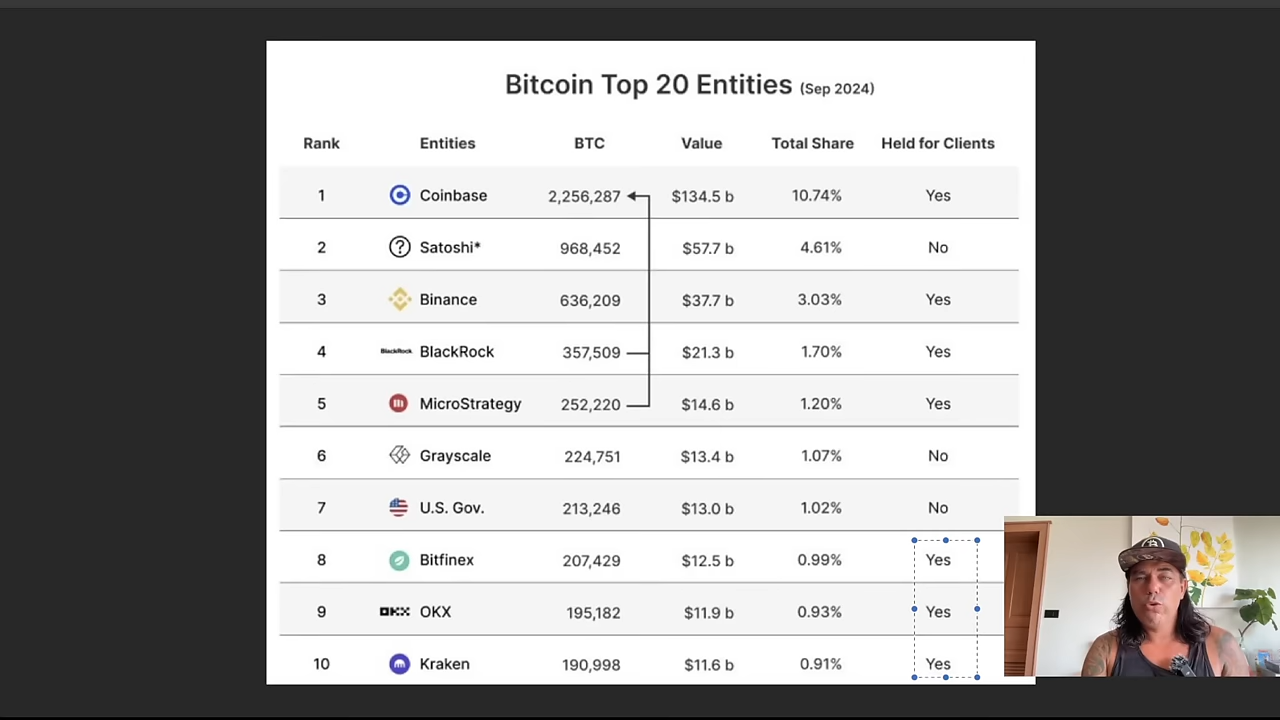 Bitcoin Top 20 Entities (Sep 2024)
Rank Entities BTC Value Total Share Held for Clients
1 Coinbase 2,256,287 $134.5 b 10.74% Yes
2 ? Satoshi* 968,452 $57.7 b 4.61% No
3 Binance 636,209 $37.7 b 3.03% Yes
4 BlackRock BlackRock 357,509 $21.3 b 1.70% Yes
5 MicroStrategy 252,220 $14.6 b 1.20% Yes
6 Grayscale 224,751 $13.4 b 1.07% No
7 U.S. Gov. 213,246 $13.0 b 1.02% No
8 Bitfinex 207,429 $12.5 b 0.99% Yes
9 OKX OKX 195,182 $11.9 b 0.93% Yes
10 Kraken 190,998 $11.6 b 0.91% Yes